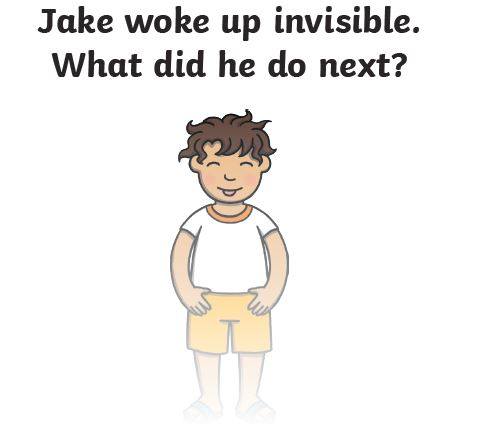 Jake woke up invisible.
What did he do next?